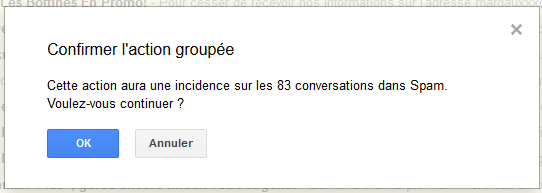 Les Bottines En Promo! - Pour cesser de recevoir nos informations sur l'adresse
Confirmer l'action groupée
Cette action aura une incidence sur les 83 conversations dans Spam.
Voulez-vous continuer ?
OK
Annuler